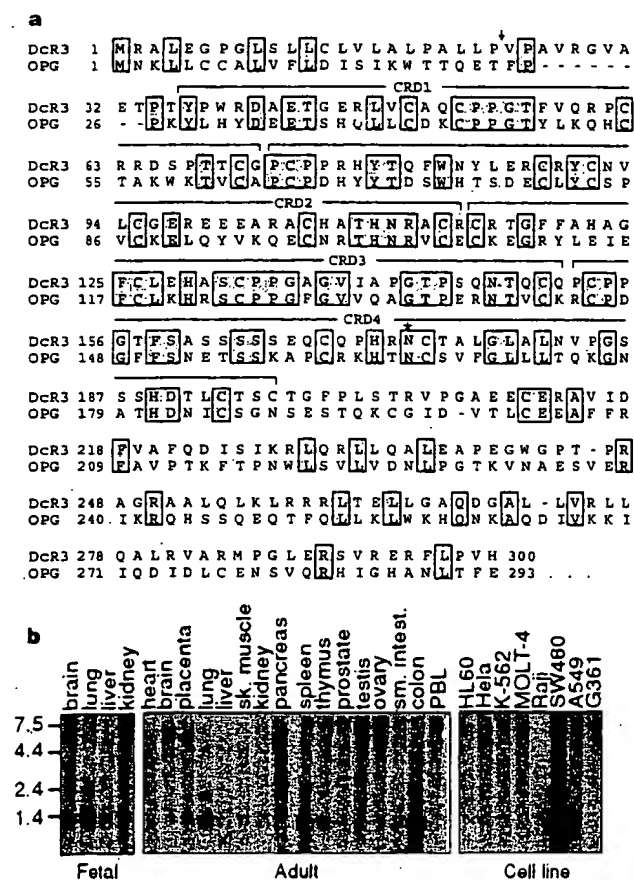 a
DcR3 1 MRALEGPGLSLLCLVLALPALLPVPAVRGVA
OPG 1 MNKLLCCALVFLDISIKWTTQETFP-----
CRD1
DcR3 32 ETPTYPWRDAETGERLVCAQCPPGTFVQRPC
OPG 26 --PKYLHYDEETSHQLLCDKCPPGTYLKQHC
DcR3 63 RRDSPTTCGPCPPRHYTQFWNYLERCRYCNV
OPG 55 TAKWKTVCAPCPDHYYTDSWHTSDECLYCSP
CRD2
DcR3 94 LCGEREEEARACHATHNRACRCRTGFFAHAG
OPG 86 VCKELQYVKQECNRTHNRVCECKEGRYLEIE
CRD3
DcR3 125 FCLEHASCPPGAGVIAPGTPSQNTQCQPCPP
OPG 117 FCLKHRSCPPGFGVVQAGTPERNTVCKRCPD
CRD4
DcR3 156 GTFSASSSSSEQCQPHRNCTALGLALNVPGS
OPG 148 GFFSNETSSKAPCRKHTNCSVFGLLLTQKGN
DcR3 187 SSHDTLCTSCTGFPLSTRVPGAEECERAVID
OPG 179 ATHDNICSGNSESTQKCGID-VTLCEEAFFR
DcR3 218 FVAFQDISIKRLQRLLQALEAPEGWGPT-PR
OPG 209 FAVPTKFTPNWLSVLVDNLPGTKVNAESVER
DcR3 248 AGRAALQLKLRRRLTELLGAQDGAL-LVRLL
OPG 240 IKRQHSSQEQTFQLLKLWKHQNKAQDIVKKI
DcR3 278 QALRVARMPGLERSVRERFLPVH 300
OPG 271 IQDIDLCENSVQRHIGHANLTFE 293 . . .
b
brain lung liver kidney heart brain placenta lung liver sk. muscle kidney pancreas spleen thymus prostate testis ovary sm. intest. colon PBL HL60 Hela K-562 MOLT-4 Raji SW480 A549 G361
7.5
4.4
2.4
1.4
Fetal Adult Cell line